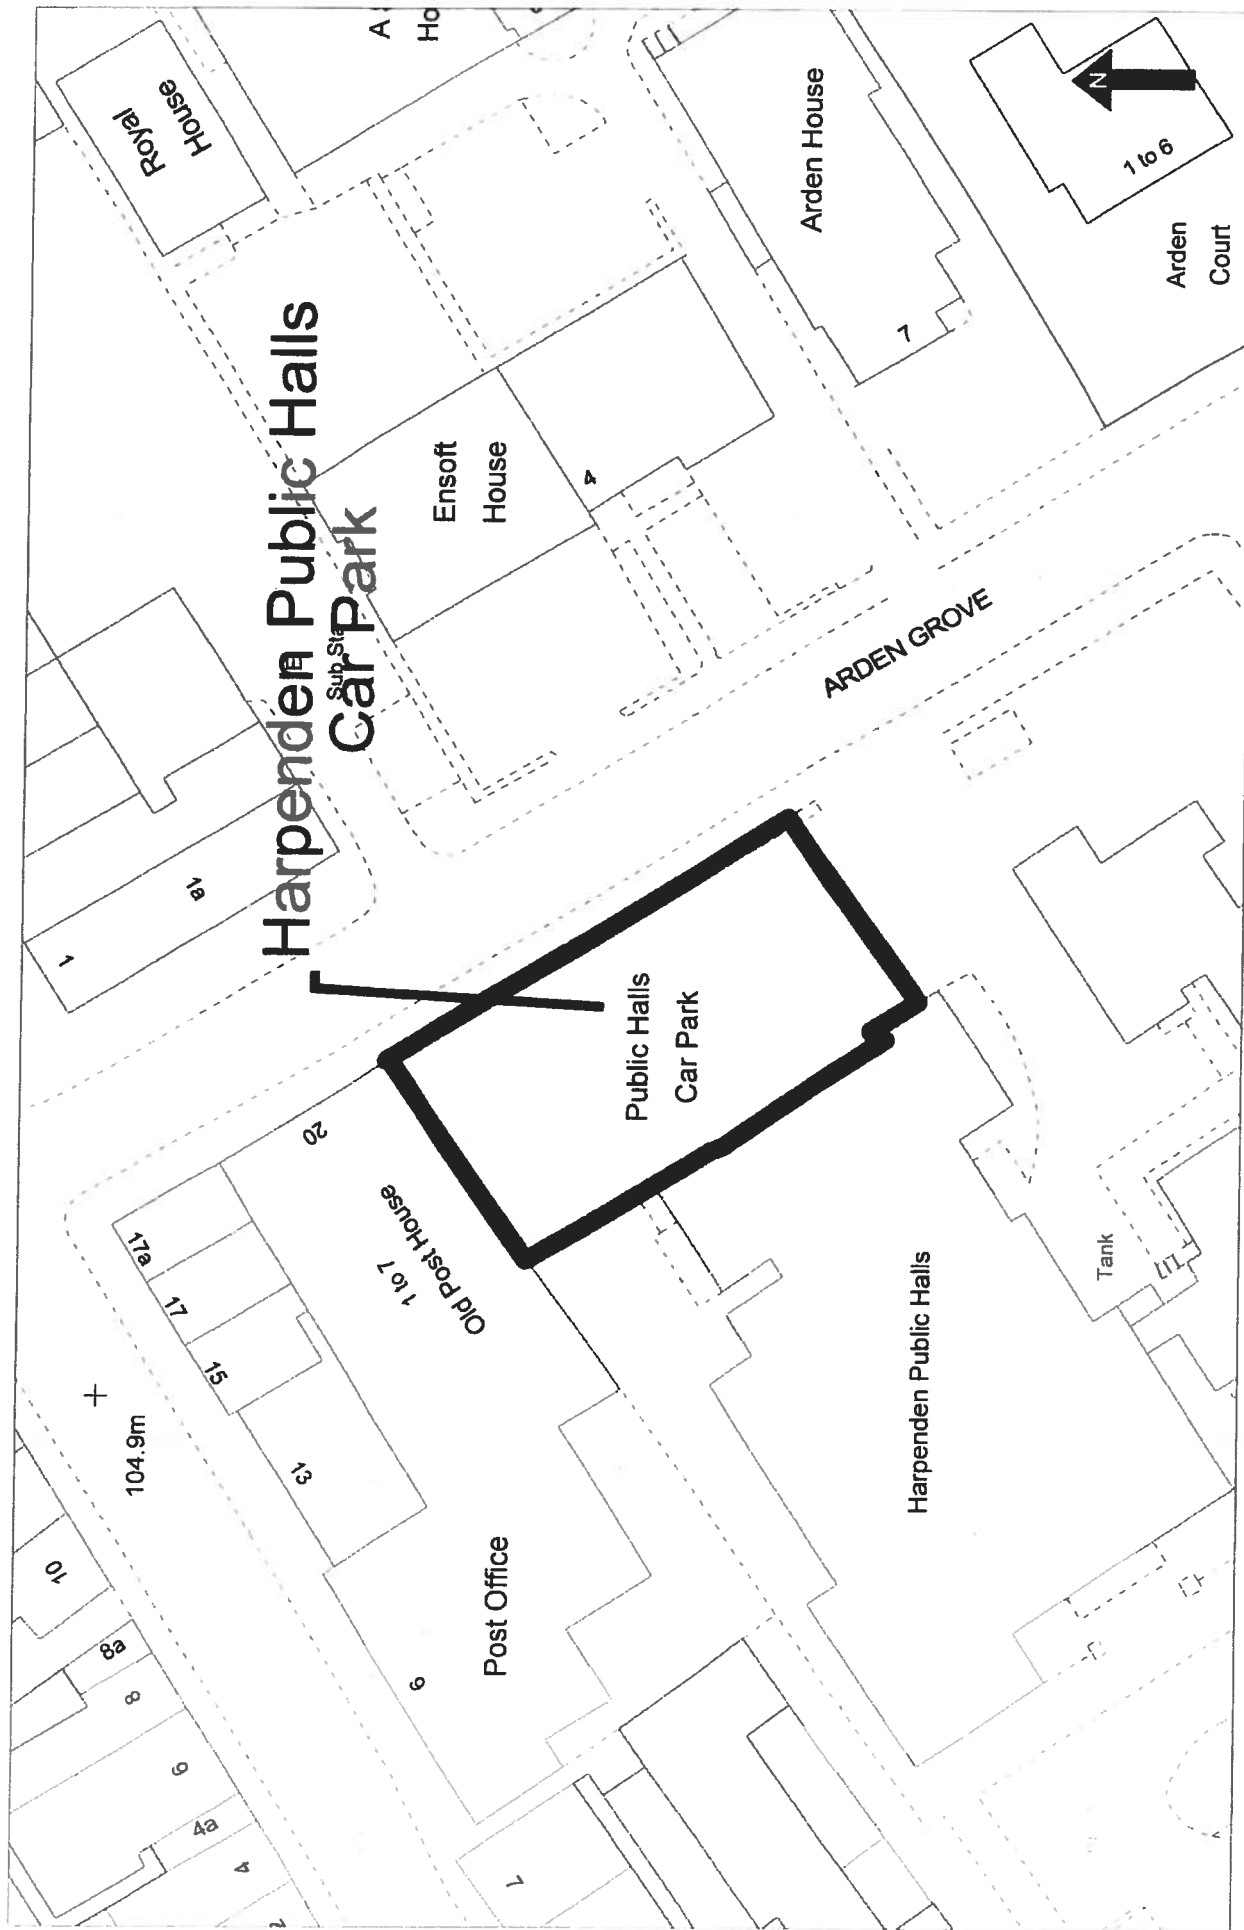 Harpenden Public Halls
Car Park
Sub Sta
Royal
House
A
Ho
Arden House
7
1 to 6
Arden
Court
N
Ensoft
House
4
ARDEN GROVE
1
1a
Public Halls
Car Park
20
Old Post House
1 to 7
17a
17
15
13
104.9m
10
8a
8
6
4a
4
Post Office
9
1
Harpenden Public Halls
Tank